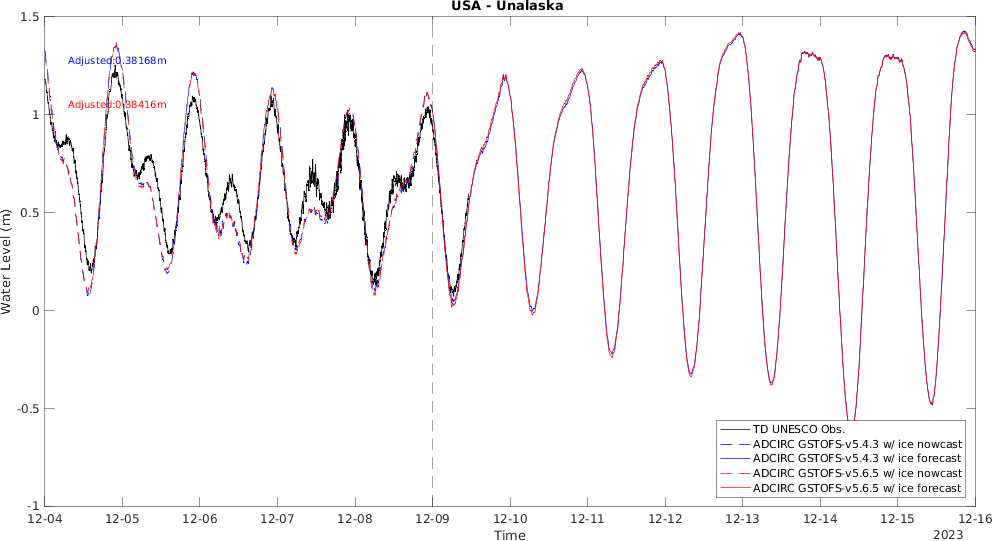 USA - Unalaska
1.5
Adjusted:0.38168m
Adjusted:0.38416m
1
0.5
0
-0.5
-1
Water Level (m)
TD UNESCO Obs.
ADCIRC GSTOFS-v5.4.3 w/ ice nowcast
ADCIRC GSTOFS-v5.4.3 w/ ice forecast
ADCIRC GSTOFS-v5.6.5 w/ ice nowcast
ADCIRC GSTOFS-v5.6.5 w/ ice forecast
12-04 12-05 12-06 12-07 12-08 12-09 12-10 12-11 12-12 12-13 12-14 12-15 12-16
Time
2023